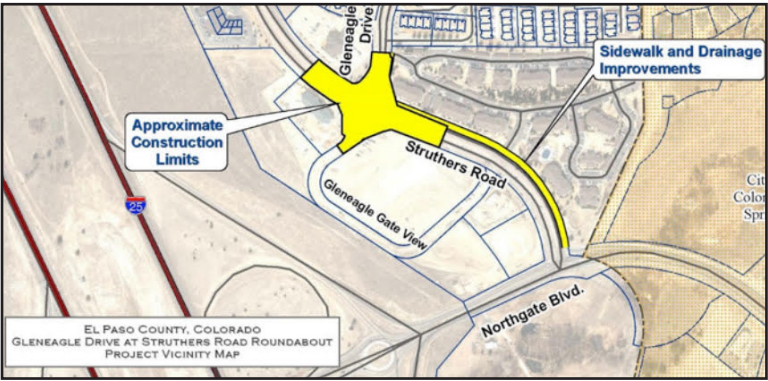 Gleneagle
Drive
Sidewalk and Drainage
Improvements
Approximate
Construction
Limits
Struthers Road
Gleneagle Gate View
25
Northgate Blvd.
EL PASO COUNTY, COLORADO
GLENEAGLE DRIVE AT STRUTHERS ROAD ROUNDABOUT
PROJECT VICINITY MAP